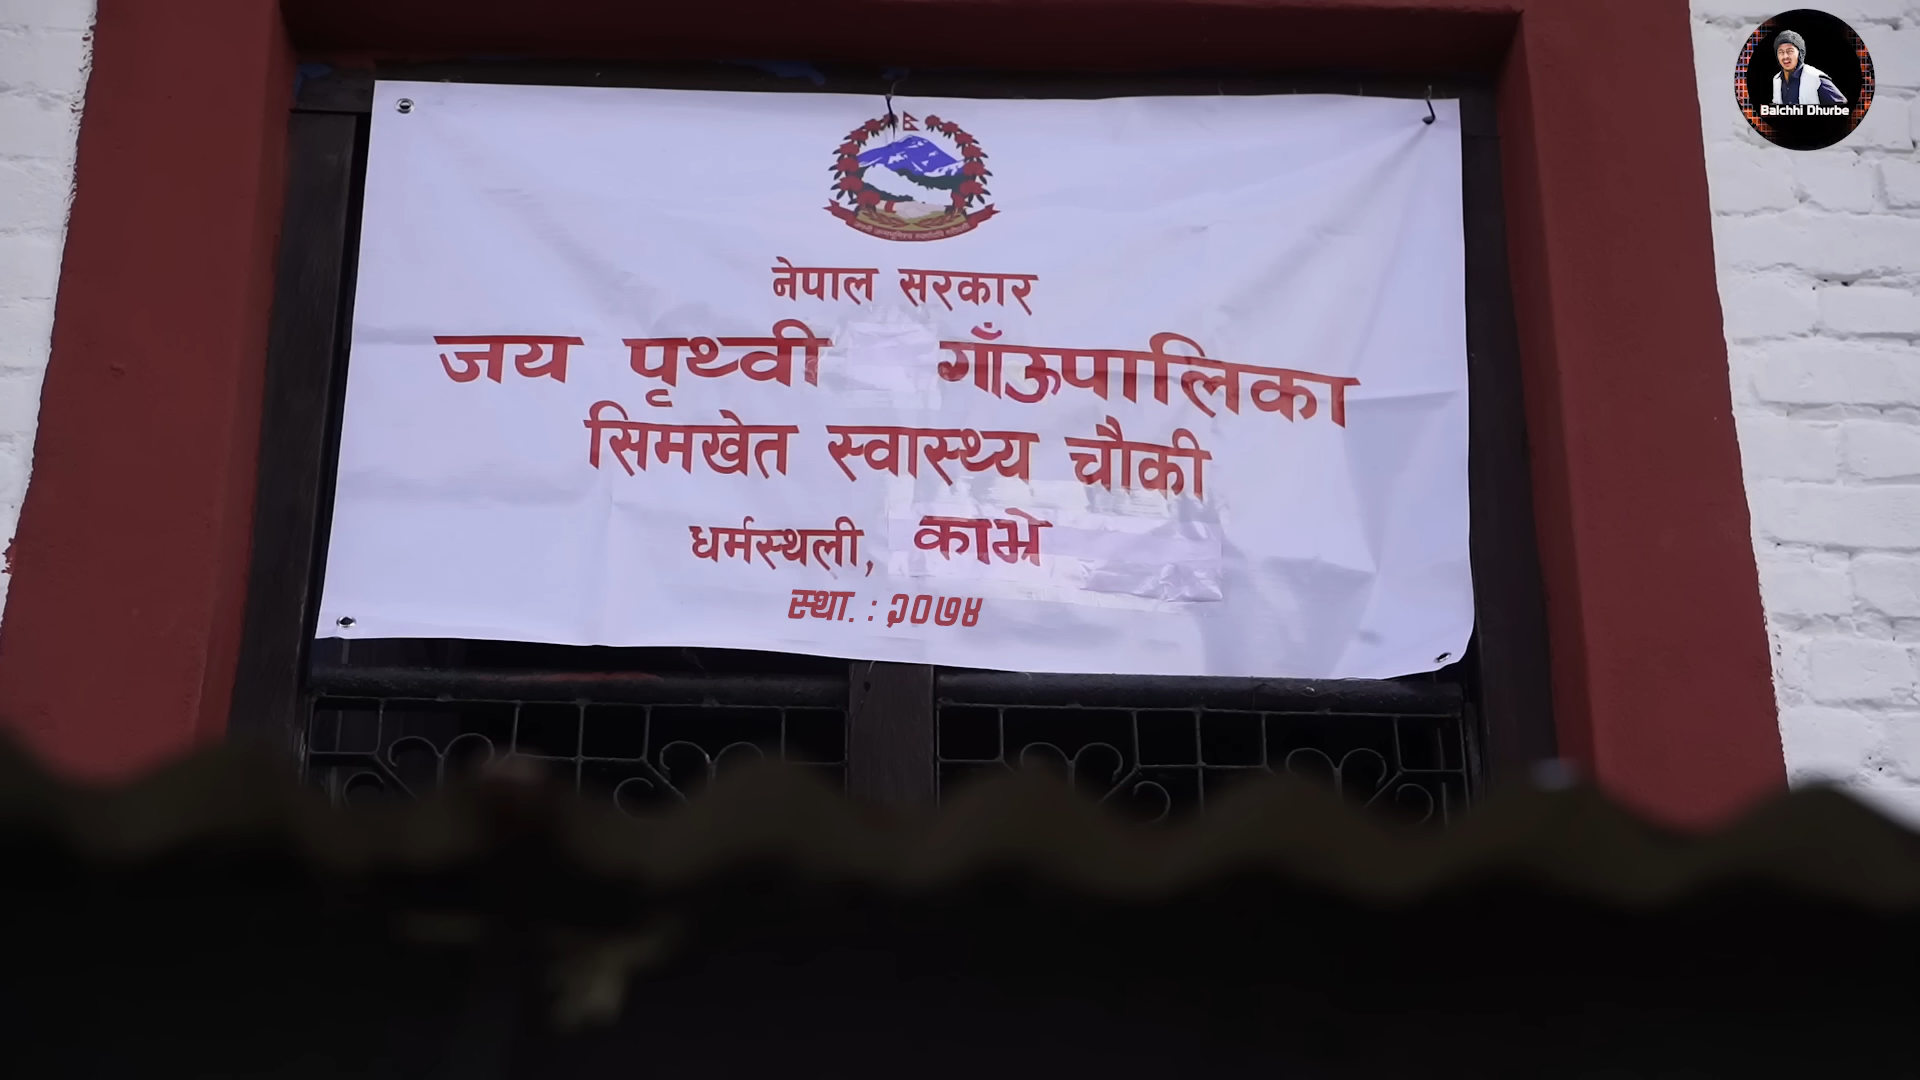 Balchhi Dhurbe
नेपाल सरकार
जय पृथ्वी गाँउपालिका
सिमखेत स्वास्थ्य चौकी
धर्मस्थली, काभ्रे
स्था. : २०७४